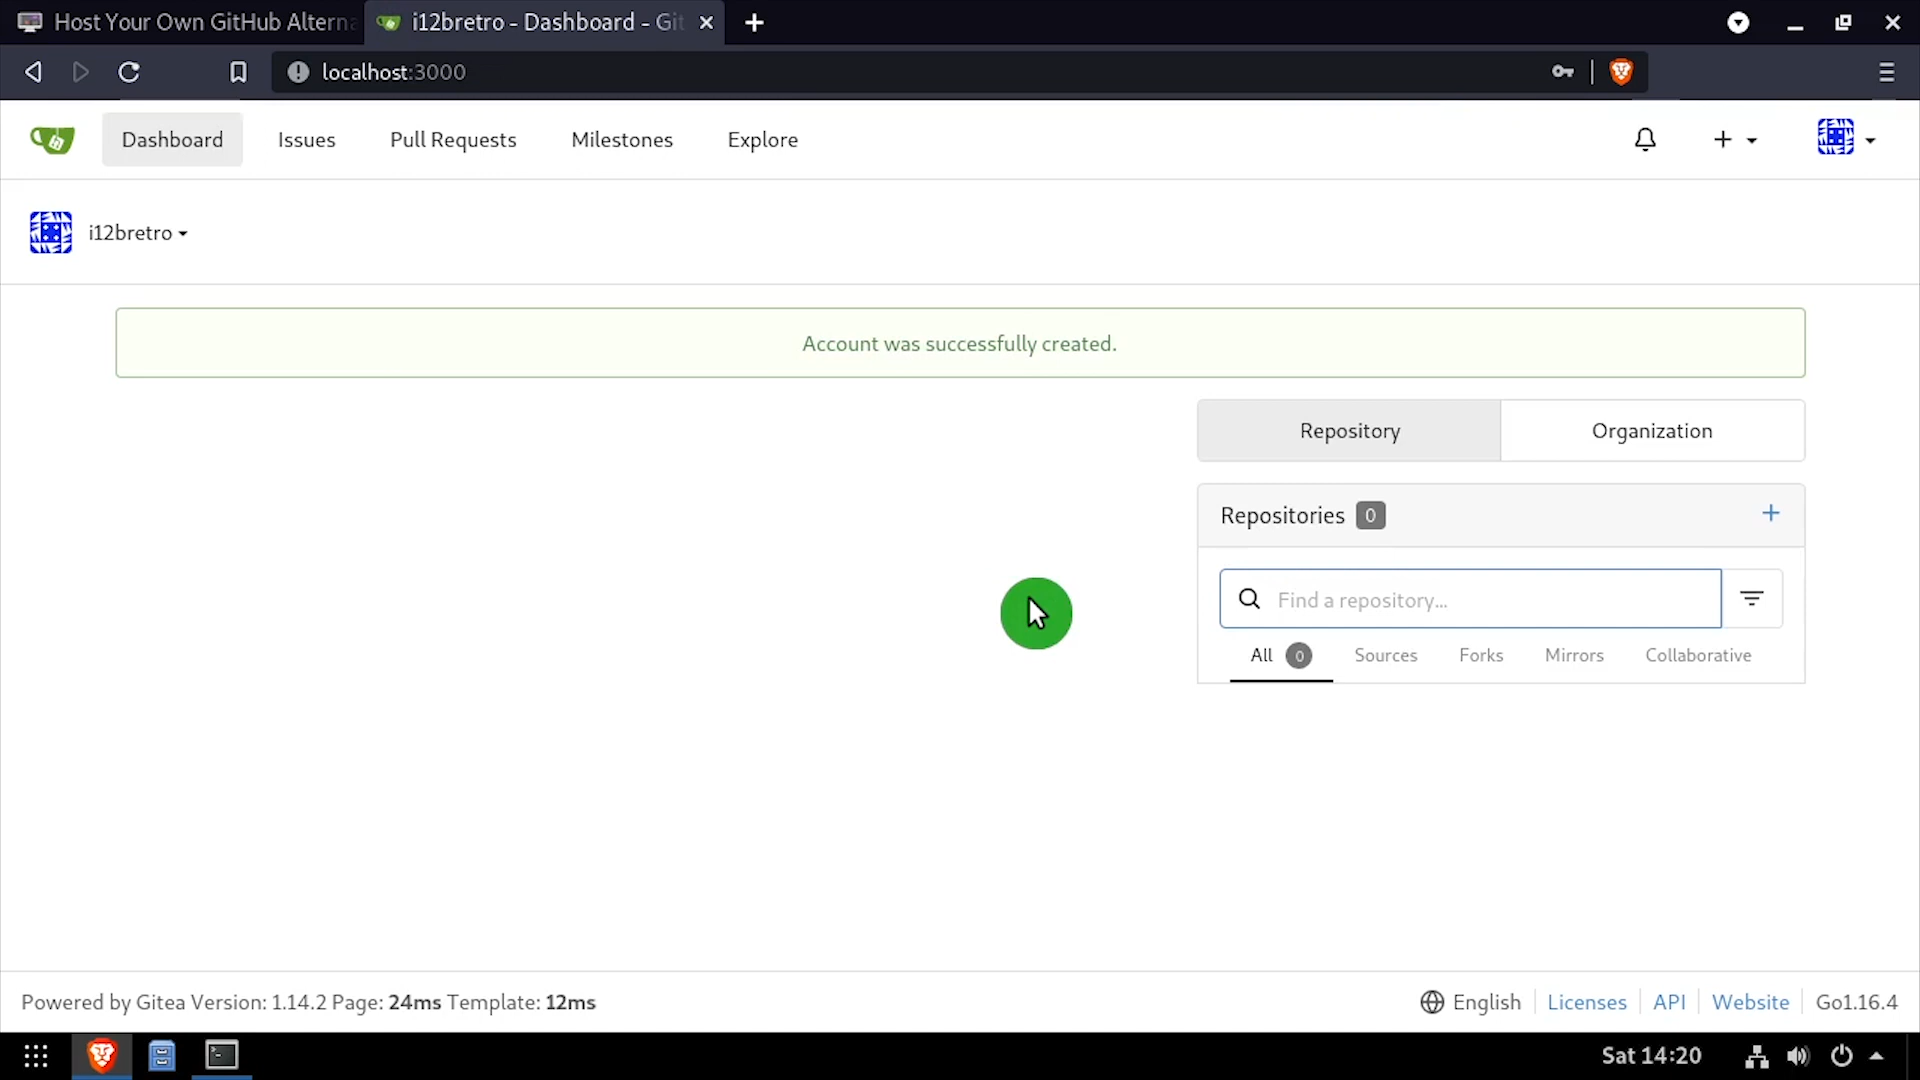 Host Your Own GitHub Alterna
i12bretro - Dashboard - Git
localhost:3000
Dashboard
Issues
Pull Requests
Milestones
Explore
i12bretro
Account was successfully created.
Repository
Organization
Repositories 0
Find a repository...
All 0
Sources
Forks
Mirrors
Collaborative
Powered by Gitea Version: 1.14.2 Page: 24ms Template: 12ms
English
Licenses
API
Website
Go1.16.4
Sat 14:20